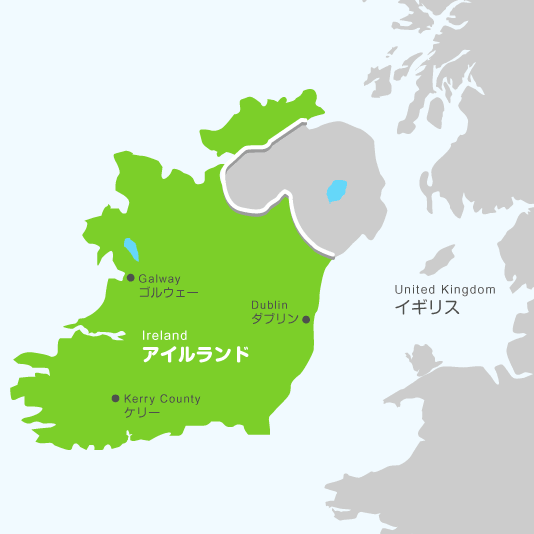 Galway
ゴルウェー
United Kingdom
イギリス
Dublin
ダブリン
Ireland
アイルランド
Kerry County
ケリー